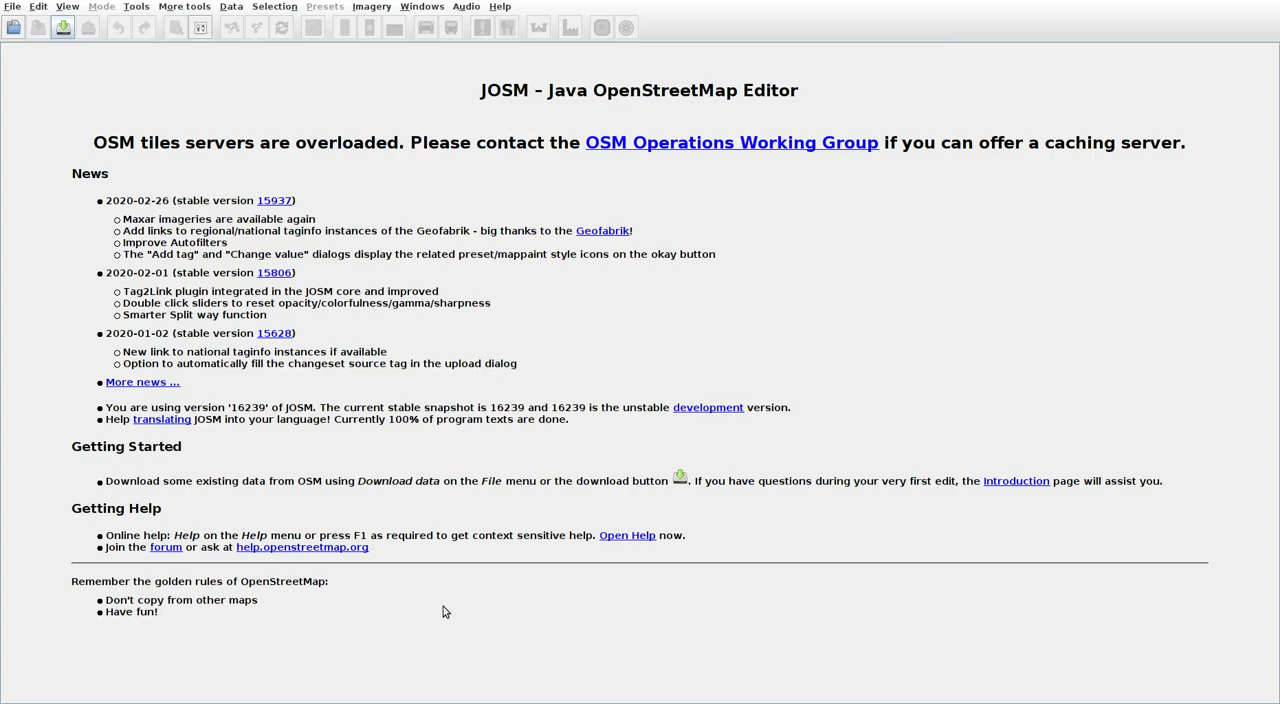 File Edit View Mode Tools More tools Data Selection Presets Imagery Windows Audio Help
JOSM – Java OpenStreetMap Editor
OSM tiles servers are overloaded. Please contact the OSM Operations Working Group if you can offer a caching server.
News
2020-02-26 (stable version 15937)
Maxar imageries are available again
Add links to regional/national taginfo instances of the Geofabrik - big thanks to the Geofabrik!
Improve Autofilters
The "Add tag" and "Change value" dialogs display the related preset/mappaint style icons on the okay button
2020-02-01 (stable version 15806)
Tag2Link plugin integrated in the JOSM core and improved
Double click sliders to reset opacity/colorfulness/gamma/sharpness
Smarter Split way function
2020-01-02 (stable version 15628)
New link to national taginfo instances if available
Option to automatically fill the changeset source tag in the upload dialog
More news ...
You are using version '16239' of JOSM. The current stable snapshot is 16239 and 16239 is the unstable development version.
Help translating JOSM into your language! Currently 100% of program texts are done.
Getting Started
Download some existing data from OSM using Download data on the File menu or the download button . If you have questions during your very first edit, the Introduction page will assist you.
Getting Help
Online help: Help on the Help menu or press F1 as required to get context sensitive help. Open Help now.
Join the forum or ask at help.openstreetmap.org
Remember the golden rules of OpenStreetMap:
Don't copy from other maps
Have fun!